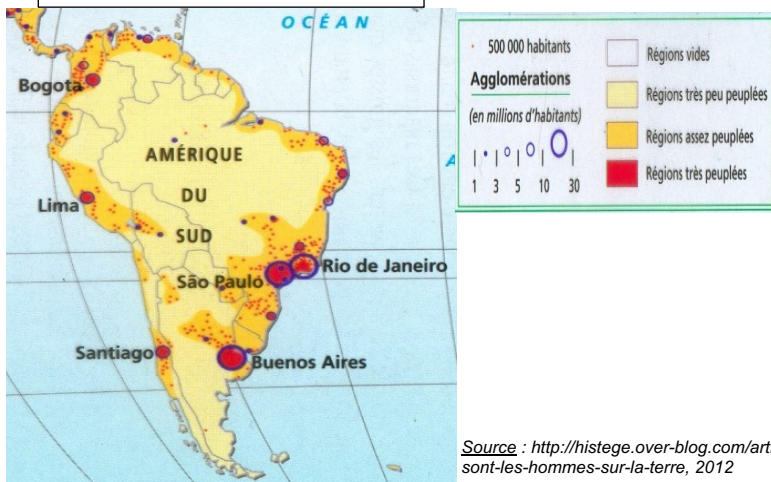 OCÉAN
Bogota
AMÉRIQUE
DU
SUD
Lima
Rio de Janeiro
São Paulo
Santiago
Buenos Aires
A
500 000 habitants
Agglomérations
(en millions d'habitants)
1 3 5 10 30
Régions vides
Régions très peu peuplées
Régions assez peuplées
Régions très peuplées
Source : http://histege.over-blog.com/art
sont-les-hommes-sur-la-terre, 2012